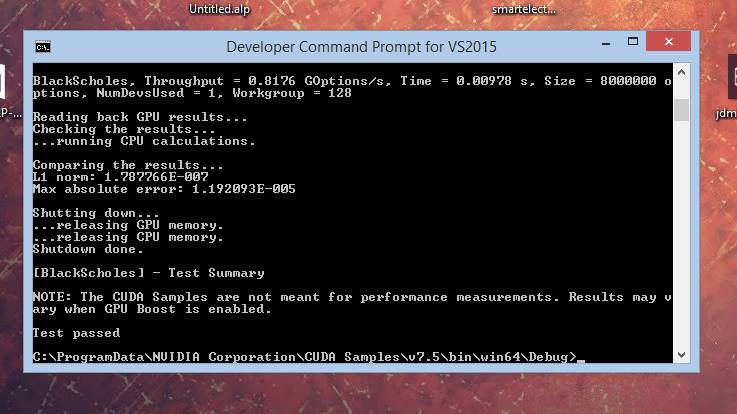 Untitled.alp
smartelect...
Developer Command Prompt for VS2015
BlackScholes, Throughput = 0.8176 GOptions/s, Time = 0.00978 s, Size = 8000000 o
ptions, NumDevsUsed = 1, Workgroup = 128
Reading back GPU results...
Checking the results...
...running CPU calculations.
Comparing the results...
L1 norm: 1.787766E-007
Max absolute error: 1.192093E-005
Shutting down...
...releasing GPU memory.
...releasing CPU memory.
Shutdown done.
[BlackScholes] - Test Summary
NOTE: The CUDA Samples are not meant for performance measurements. Results may v
ary when GPU Boost is enabled.
Test passed
C:\ProgramData\NVIDIA Corporation\CUDA Samples\v7.5\bin\win64\Debug>_
P-...
jdm